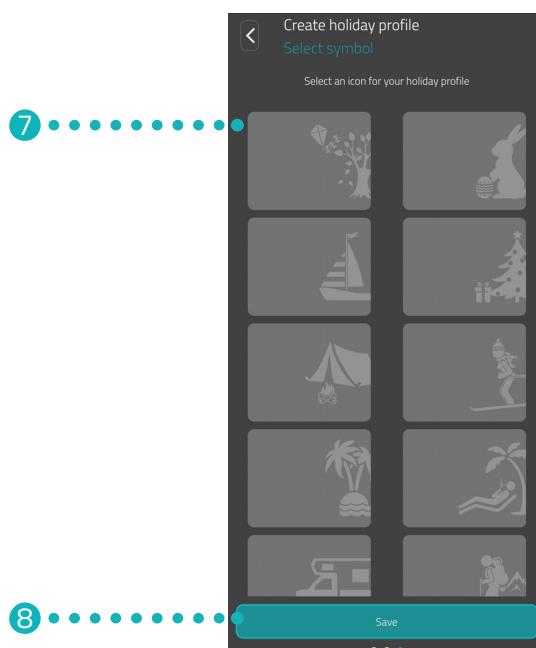 Create holiday profile
Select symbol
Select an icon for your holiday profile
7
8
Save